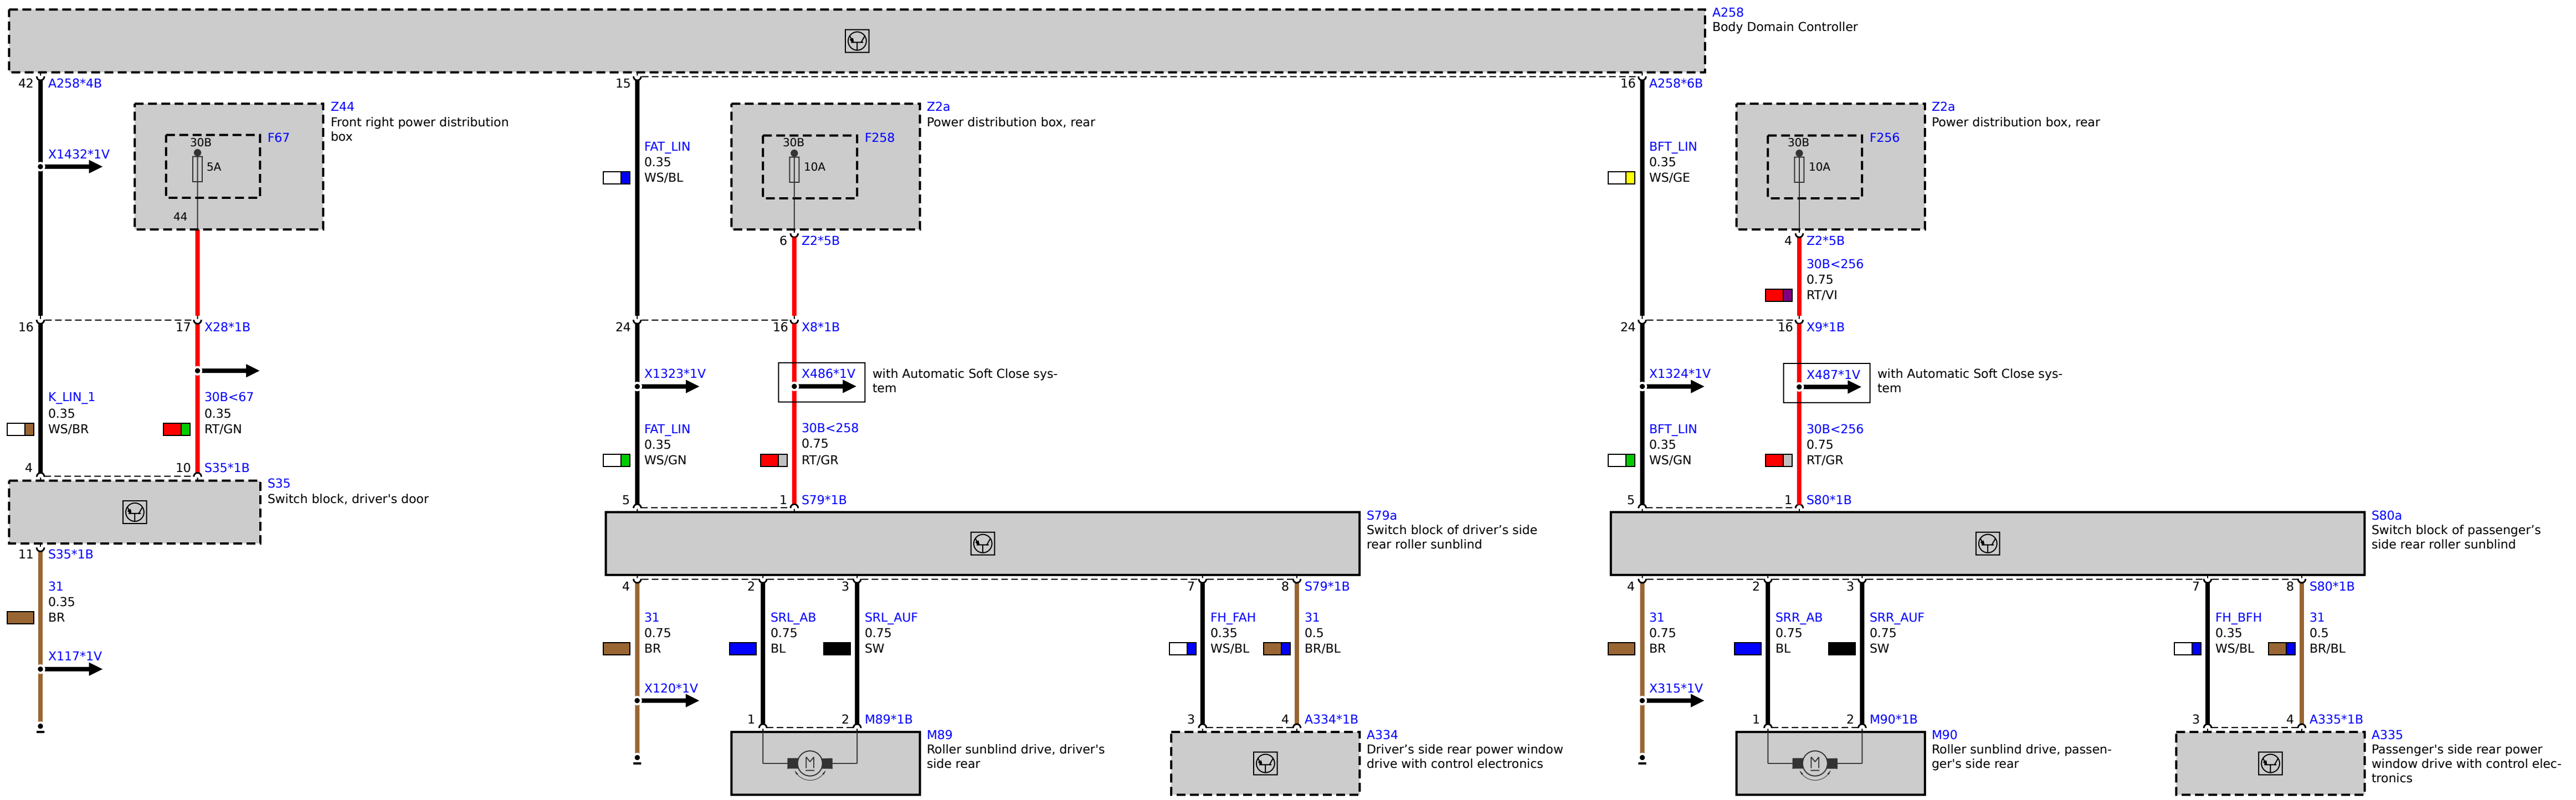 A258
Body Domain Controller
42
A258*4B
15
16
A258*6B
X1432*1V
Z44
Front right power distribution
box
F67
30B
5A
44
FAT_LIN
0.35
WS/BL
Z2a
Power distribution box, rear
F258
30B
10A
6
Z2*5B
BFT_LIN
0.35
WS/GE
Z2a
Power distribution box, rear
F256
30B
10A
4
Z2*5B
30B<256
0.75
RT/VI
16
17
X28*1B
24
16
X8*1B
24
16
X9*1B
K_LIN_1
0.35
WS/BR
30B<67
0.35
RT/GN
4
10
S35*1B
X1323*1V
X486*1V
with Automatic Soft Close sys-
tem
FAT_LIN
0.35
WS/GN
30B<258
0.75
RT/GR
5
1
S79*1B
X1324*1V
X487*1V
with Automatic Soft Close sys-
tem
BFT_LIN
0.35
WS/GN
30B<256
0.75
RT/GR
5
1
S80*1B
S35
Switch block, driver's door
11
S35*1B
31
0.35
BR
X117*1V
S79a
Switch block of driver’s side
rear roller sunblind
4
2
3
7
8
S79*1B
31
0.75
BR
SRL_AB
0.75
BL
SRL_AUF
0.75
SW
FH_FAH
0.35
WS/BL
31
0.5
BR/BL
X120*1V
1
2
M89*1B
3
4
A334*1B
M89
Roller sunblind drive, driver's
side rear
M
A334
Driver’s side rear power window
drive with control electronics
S80a
Switch block of passenger’s
side rear roller sunblind
4
2
3
7
8
S80*1B
31
0.75
BR
SRR_AB
0.75
BL
SRR_AUF
0.75
SW
FH_BFH
0.35
WS/BL
31
0.5
BR/BL
X315*1V
1
2
M90*1B
3
4
A335*1B
M90
Roller sunblind drive, passen-
ger's side rear
M
A335
Passenger's side rear power
window drive with control elec-
tronics